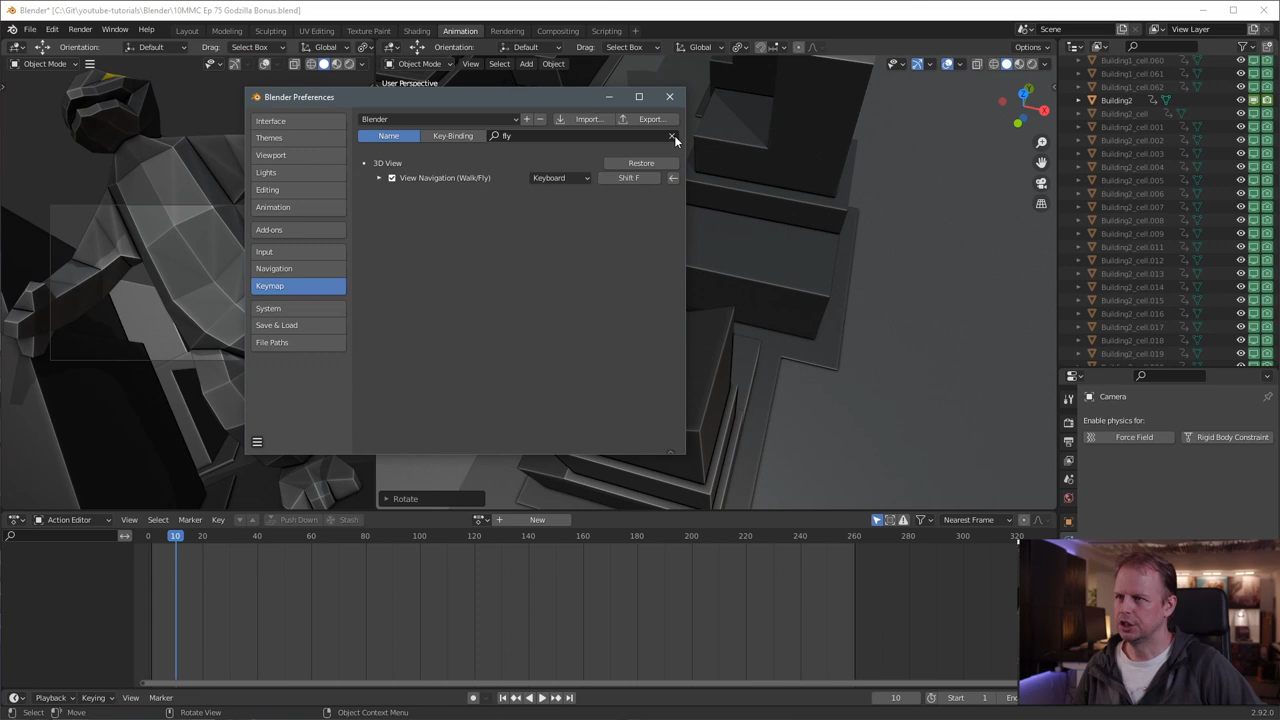 Blender* [C:\Git\youtube-tutorials\Blender\10MMC Ep 75 Godzilla Bonus.blend]
File Edit Render Window Help Layout Modeling Sculpting UV Editing Texture Paint Shading Animation Rendering Compositing Scripting + Scene View Layer
Orientation: Default Drag: Select Box Global Orientation: Default Drag: Select Box Global Options
Object Mode Object Mode View Select Add Object
User Perspective
Blender Preferences
Interface
Themes
Viewport
Lights
Editing
Animation
Add-ons
Input
Navigation
Keymap
System
Save & Load
File Paths
Blender + − Import... Export...
Name Key-Binding fly
3D View Restore
View Navigation (Walk/Fly) Keyboard Shift F
Z
X
Y
Building1_cell.060
Building1_cell.061
Building1_cell.062
Building2
Building2_cell
Building2_cell.001
Building2_cell.002
Building2_cell.003
Building2_cell.004
Building2_cell.005
Building2_cell.006
Building2_cell.007
Building2_cell.008
Building2_cell.009
Building2_cell.011
Building2_cell.012
Building2_cell.013
Building2_cell.014
Building2_cell.015
Building2_cell.016
Building2_cell.017
Building2_cell.018
Building2_cell.019
Camera
Enable physics for:
Force Field Rigid Body Constraint
Rotate
Action Editor View Select Marker Key Push Down Stash + New Nearest Frame
0 10 20 40 60 80 100 120 140 160 180 200 220 240 260 280 300 320
Playback Keying View Marker 10 Start 1 End
Select Move Rotate View Object Context Menu 2.92.0